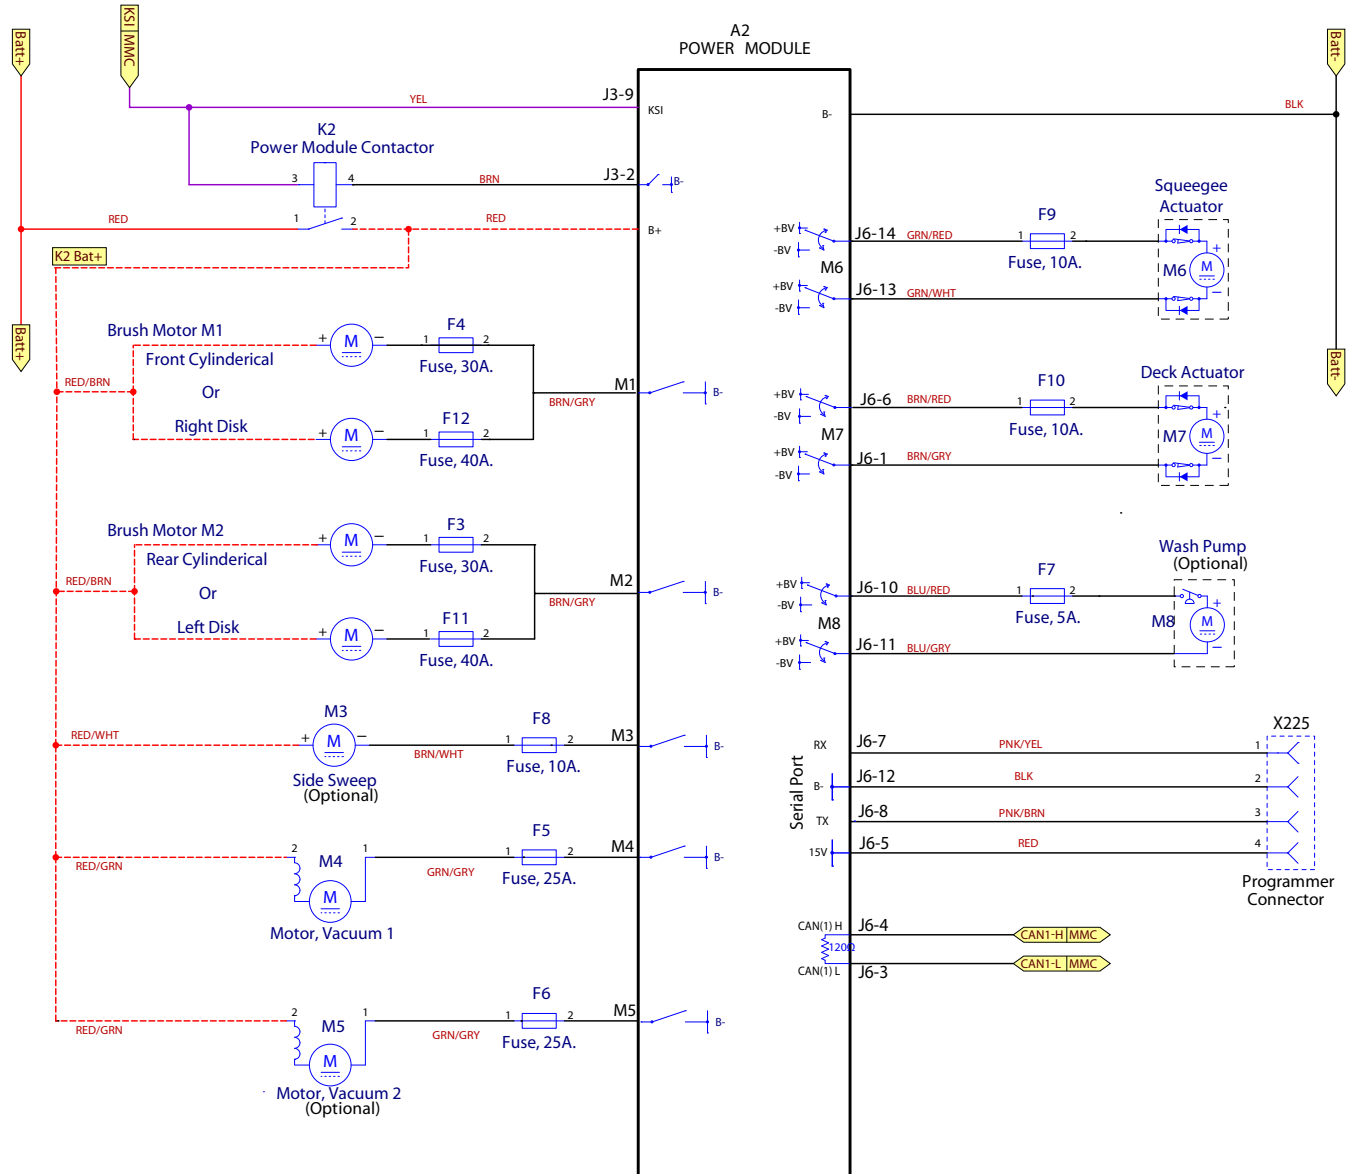 A2
POWER MODULE
Batt+
KSI MMC
Batt-
YEL
J3-9
KSI
B-
BLK
K2
Power Module Contactor
3
4
BRN
J3-2
B-
RED
1
2
RED
B+
K2 Bat+
Batt+
Brush Motor M1
Front Cylinderical
Or
Right Disk
RED/BRN
+
M
−
1
F4
2
Fuse, 30A.
+
M
−
1
F12
2
Fuse, 40A.
BRN/GRY
M1
B-
Brush Motor M2
Rear Cylinderical
Or
Left Disk
RED/BRN
+
M
−
1
F3
2
Fuse, 30A.
+
M
−
1
F11
2
Fuse, 40A.
BRN/GRY
M2
B-
RED/WHT
M3
+
M
−
Side Sweep
(Optional)
BRN/WHT
F8
1
2
Fuse, 10A.
M3
B-
RED/GRN
2
M4
1
M
Motor, Vacuum 1
GRN/GRY
F5
1
2
Fuse, 25A.
M4
B-
RED/GRN
2
M5
1
M
Motor, Vacuum 2
(Optional)
GRN/GRY
F6
1
2
Fuse, 25A.
M5
B-
+BV
-BV
M6
+BV
-BV
J6-14
GRN/RED
F9
1
2
Fuse, 10A.
J6-13
GRN/WHT
Squeegee
Actuator
M6
+
M
−
Batt-
+BV
-BV
M7
+BV
-BV
J6-6
BRN/RED
F10
1
2
Fuse, 10A.
J6-1
BRN/GRY
Deck Actuator
M7
+
M
−
+BV
-BV
M8
+BV
-BV
J6-10
BLU/RED
F7
1
2
Fuse, 5A.
J6-11
BLU/GRY
Wash Pump
(Optional)
M8
+
M
−
Serial Port
RX
J6-7
PNK/YEL
1
X225
B-
J6-12
BLK
2
TX
J6-8
PNK/BRN
3
15V
J6-5
RED
4
Programmer
Connector
CAN(1) H
J6-4
CAN1-H MMC
120Ω
CAN(1) L
J6-3
CAN1-L MMC